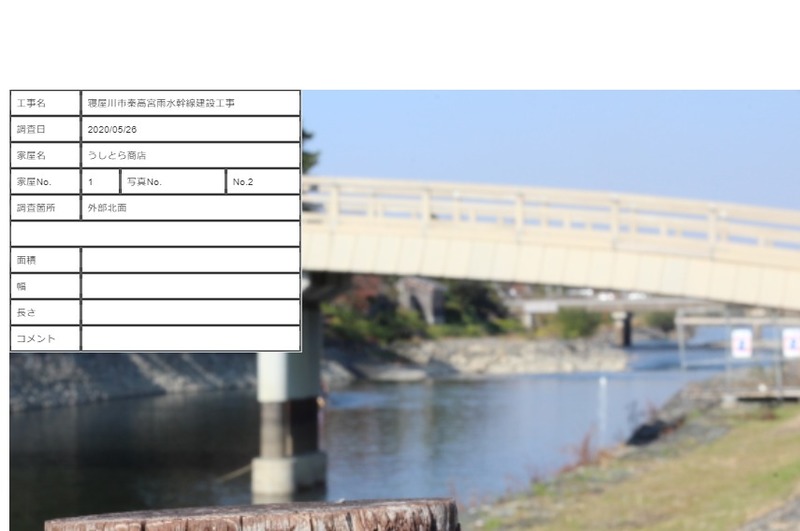 工事名 寝屋川市秦高宮雨水幹線建設工事
調査日 2020/05/26
家屋名 うしとら商店
家屋No. 1 写真No. No.2
調査箇所 外部北面
面積
幅
長さ
コメント